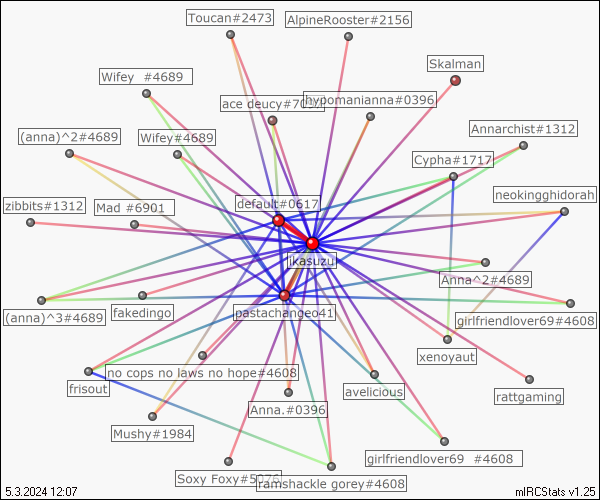 Toucan#2473
AlpineRooster#2156
Skalman
Wifey #4689
ace deucy#70
hypomanianna#0396
(anna)^2#4689
Wifey#4689
Annarchist#1312
Cypha#1717
neokingghidorah
default#0617
zibbits#1312
Mad #6901
ikasuzu
Anna^2#4689
(anna)^3#4689
fakedingo
pastachangeo41
girlfriendlover69#4608
xenoyaut
no cops no laws no hope#4608
frisout
avelicious
rattgaming
Anna.#0396
Mushy#1984
girlfriendlover69 #4608
Soxy Foxy#5076
ramshackle gorey#4608
5.3.2024 12:07
mIRCStats v1.25